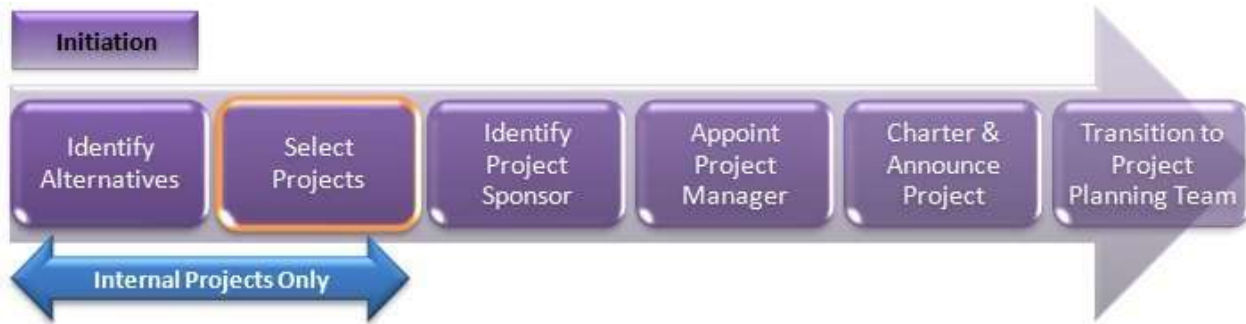 Initiation
Identify
Alternatives
Select
Projects
Identify
Project
Sponsor
Appoint
Project
Manager
Charter &
Announce
Project
Transition to
Project
Planning Team
Internal Projects Only